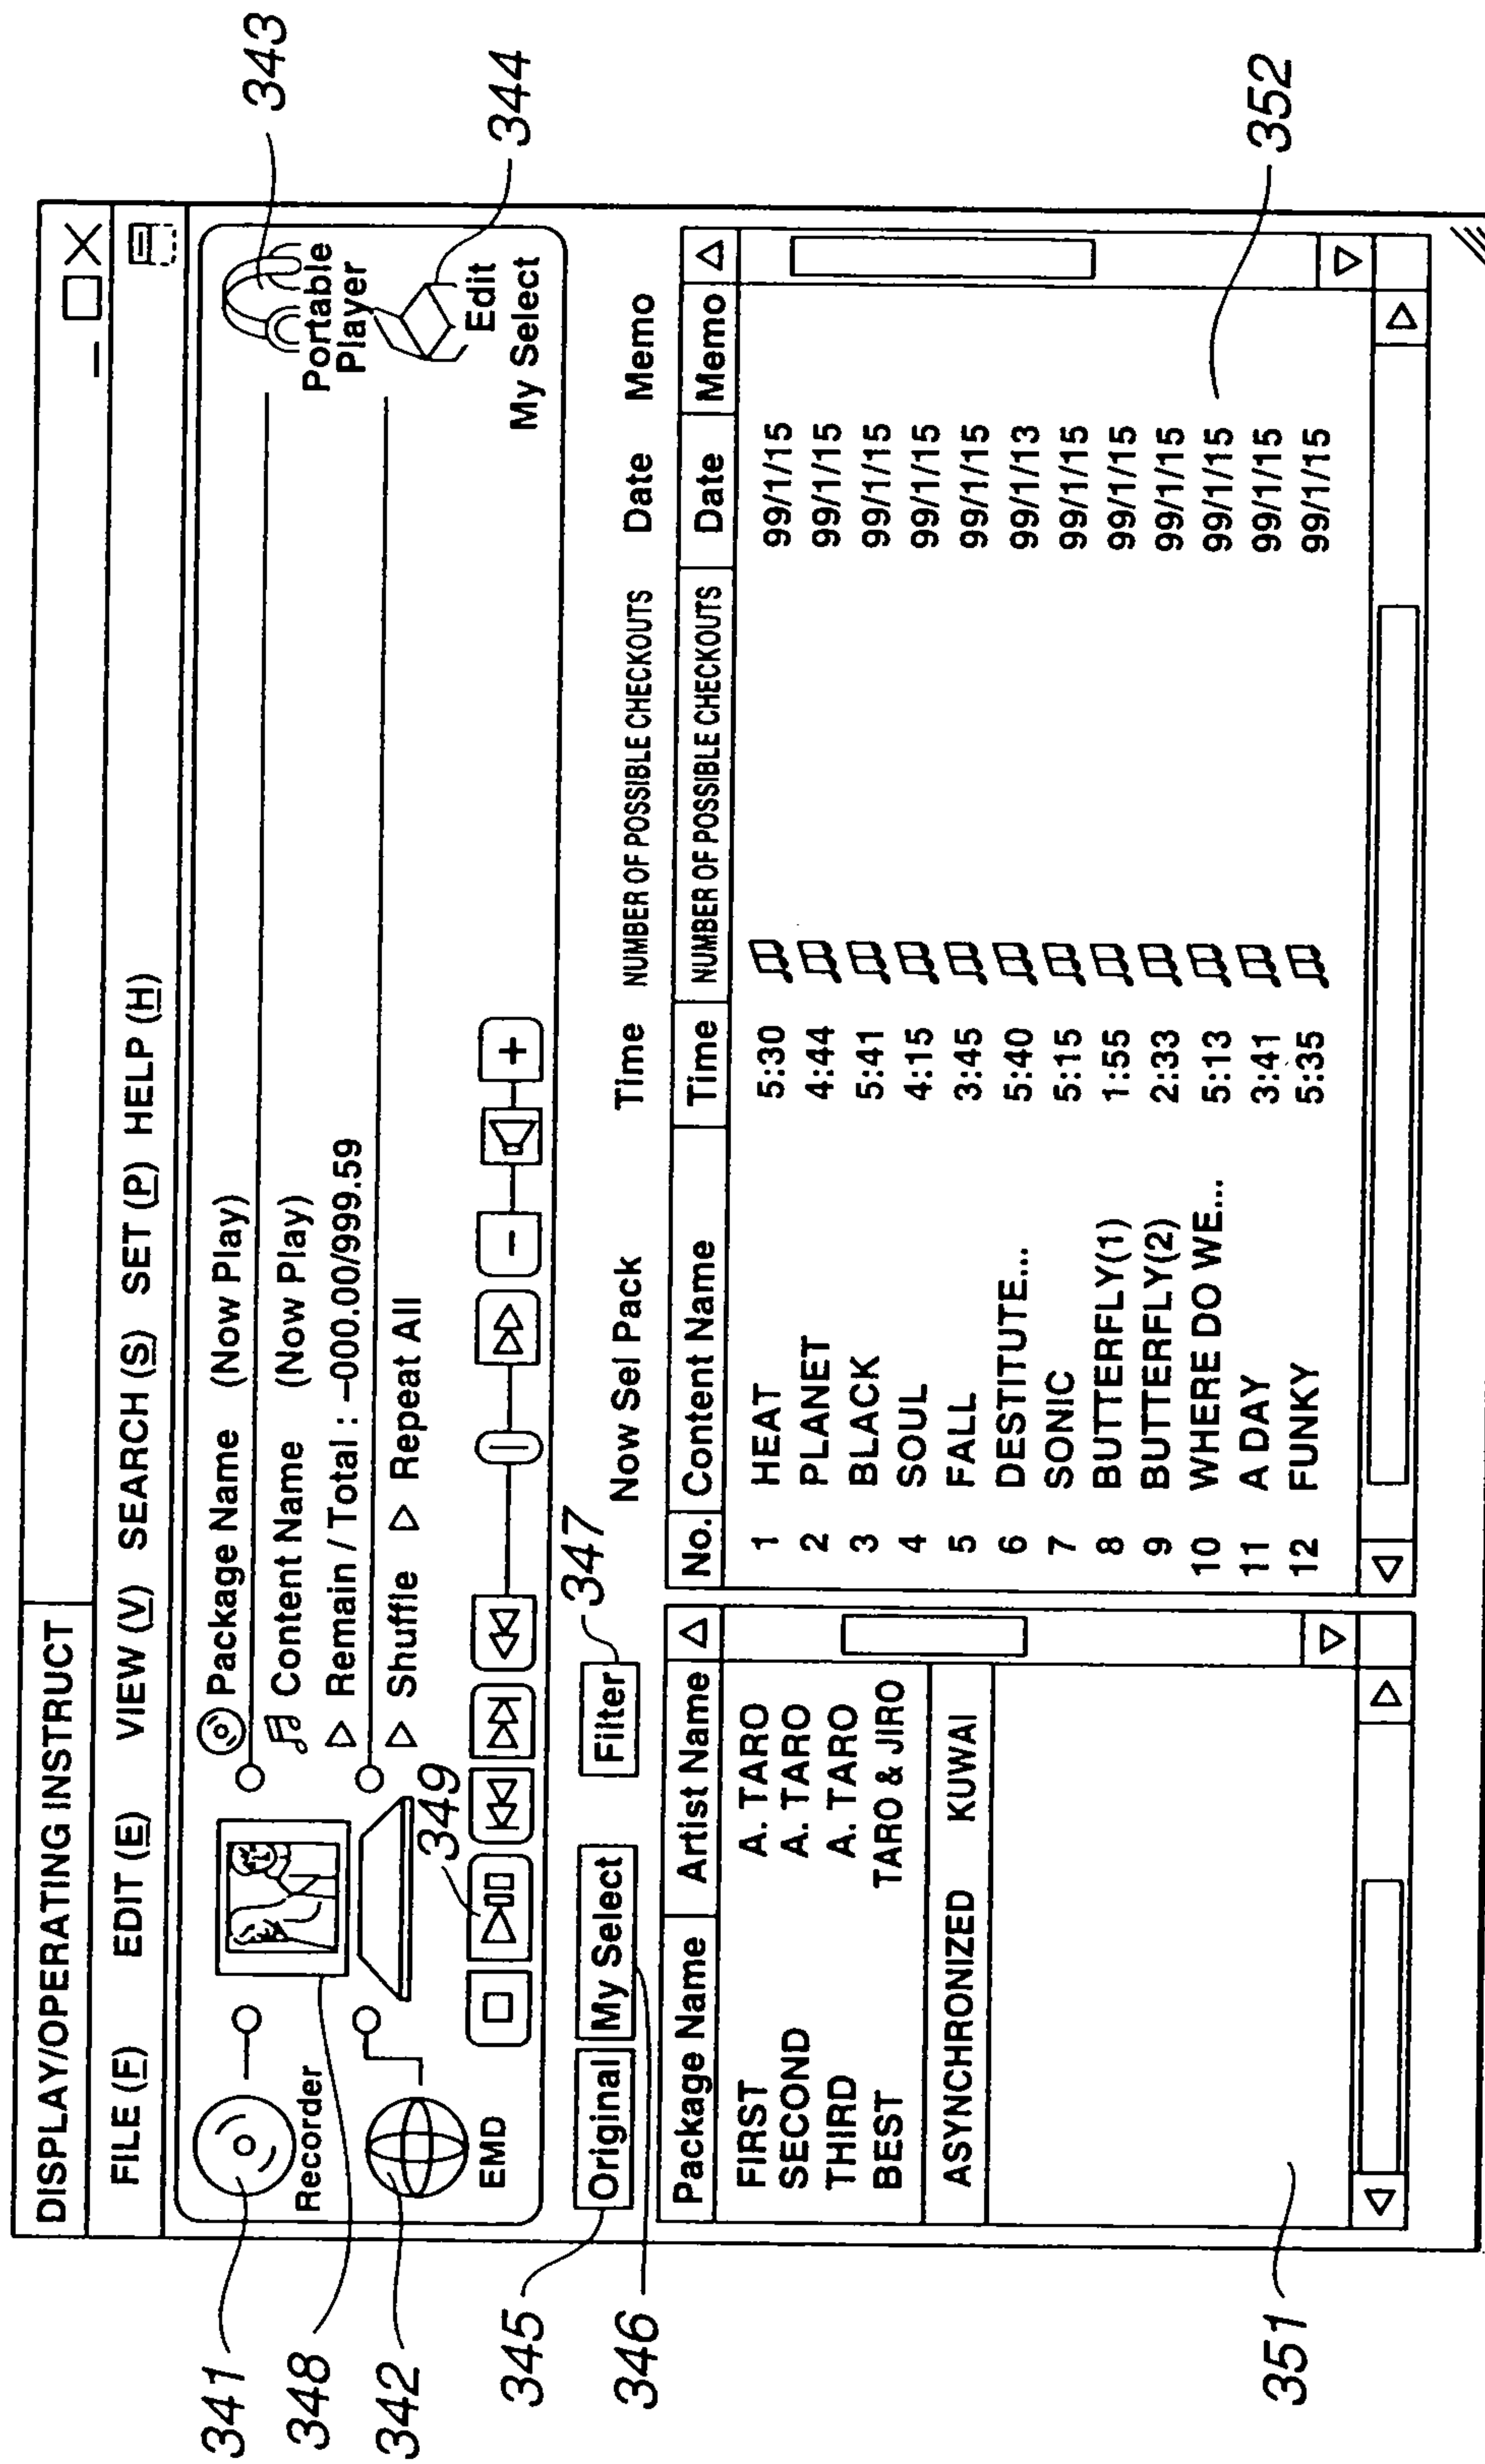 DISPLAY/OPERATING INSTRUCT
FILE (F) EDIT (E) VIEW (V) SEARCH (S) SET (P) HELP (H)
341
348
342
Recorder
EMD
349
Package Name (Now Play)
Content Name (Now Play)
Remain / Total : –000.00/999.59
Shuffle Repeat All
– +
Portable
Player
343
Edit
My Select
344
345
346
Original My Select Filter
347
Now Sel Pack Time NUMBER OF POSSIBLE CHECKOUTS Date Memo
Package Name Artist Name
FIRST A. TARO
SECOND A. TARO
THIRD A. TARO
BEST TARO & JIRO
ASYNCHRONIZED KUWAI
351
No. Content Name Time NUMBER OF POSSIBLE CHECKOUTS Date Memo
1 HEAT 5:30 99/1/15
2 PLANET 4:44 99/1/15
3 BLACK 5:41 99/1/15
4 SOUL 4:15 99/1/15
5 FALL 3:45 99/1/15
6 DESTITUTE... 5:40 99/1/13
7 SONIC 5:15 99/1/15
8 BUTTERFLY(1) 1:55 99/1/15
9 BUTTERFLY(2) 2:33 99/1/15
10 WHERE DO WE... 5:13 99/1/15
11 A DAY 3:41 99/1/15
12 FUNKY 5:35 99/1/15
352